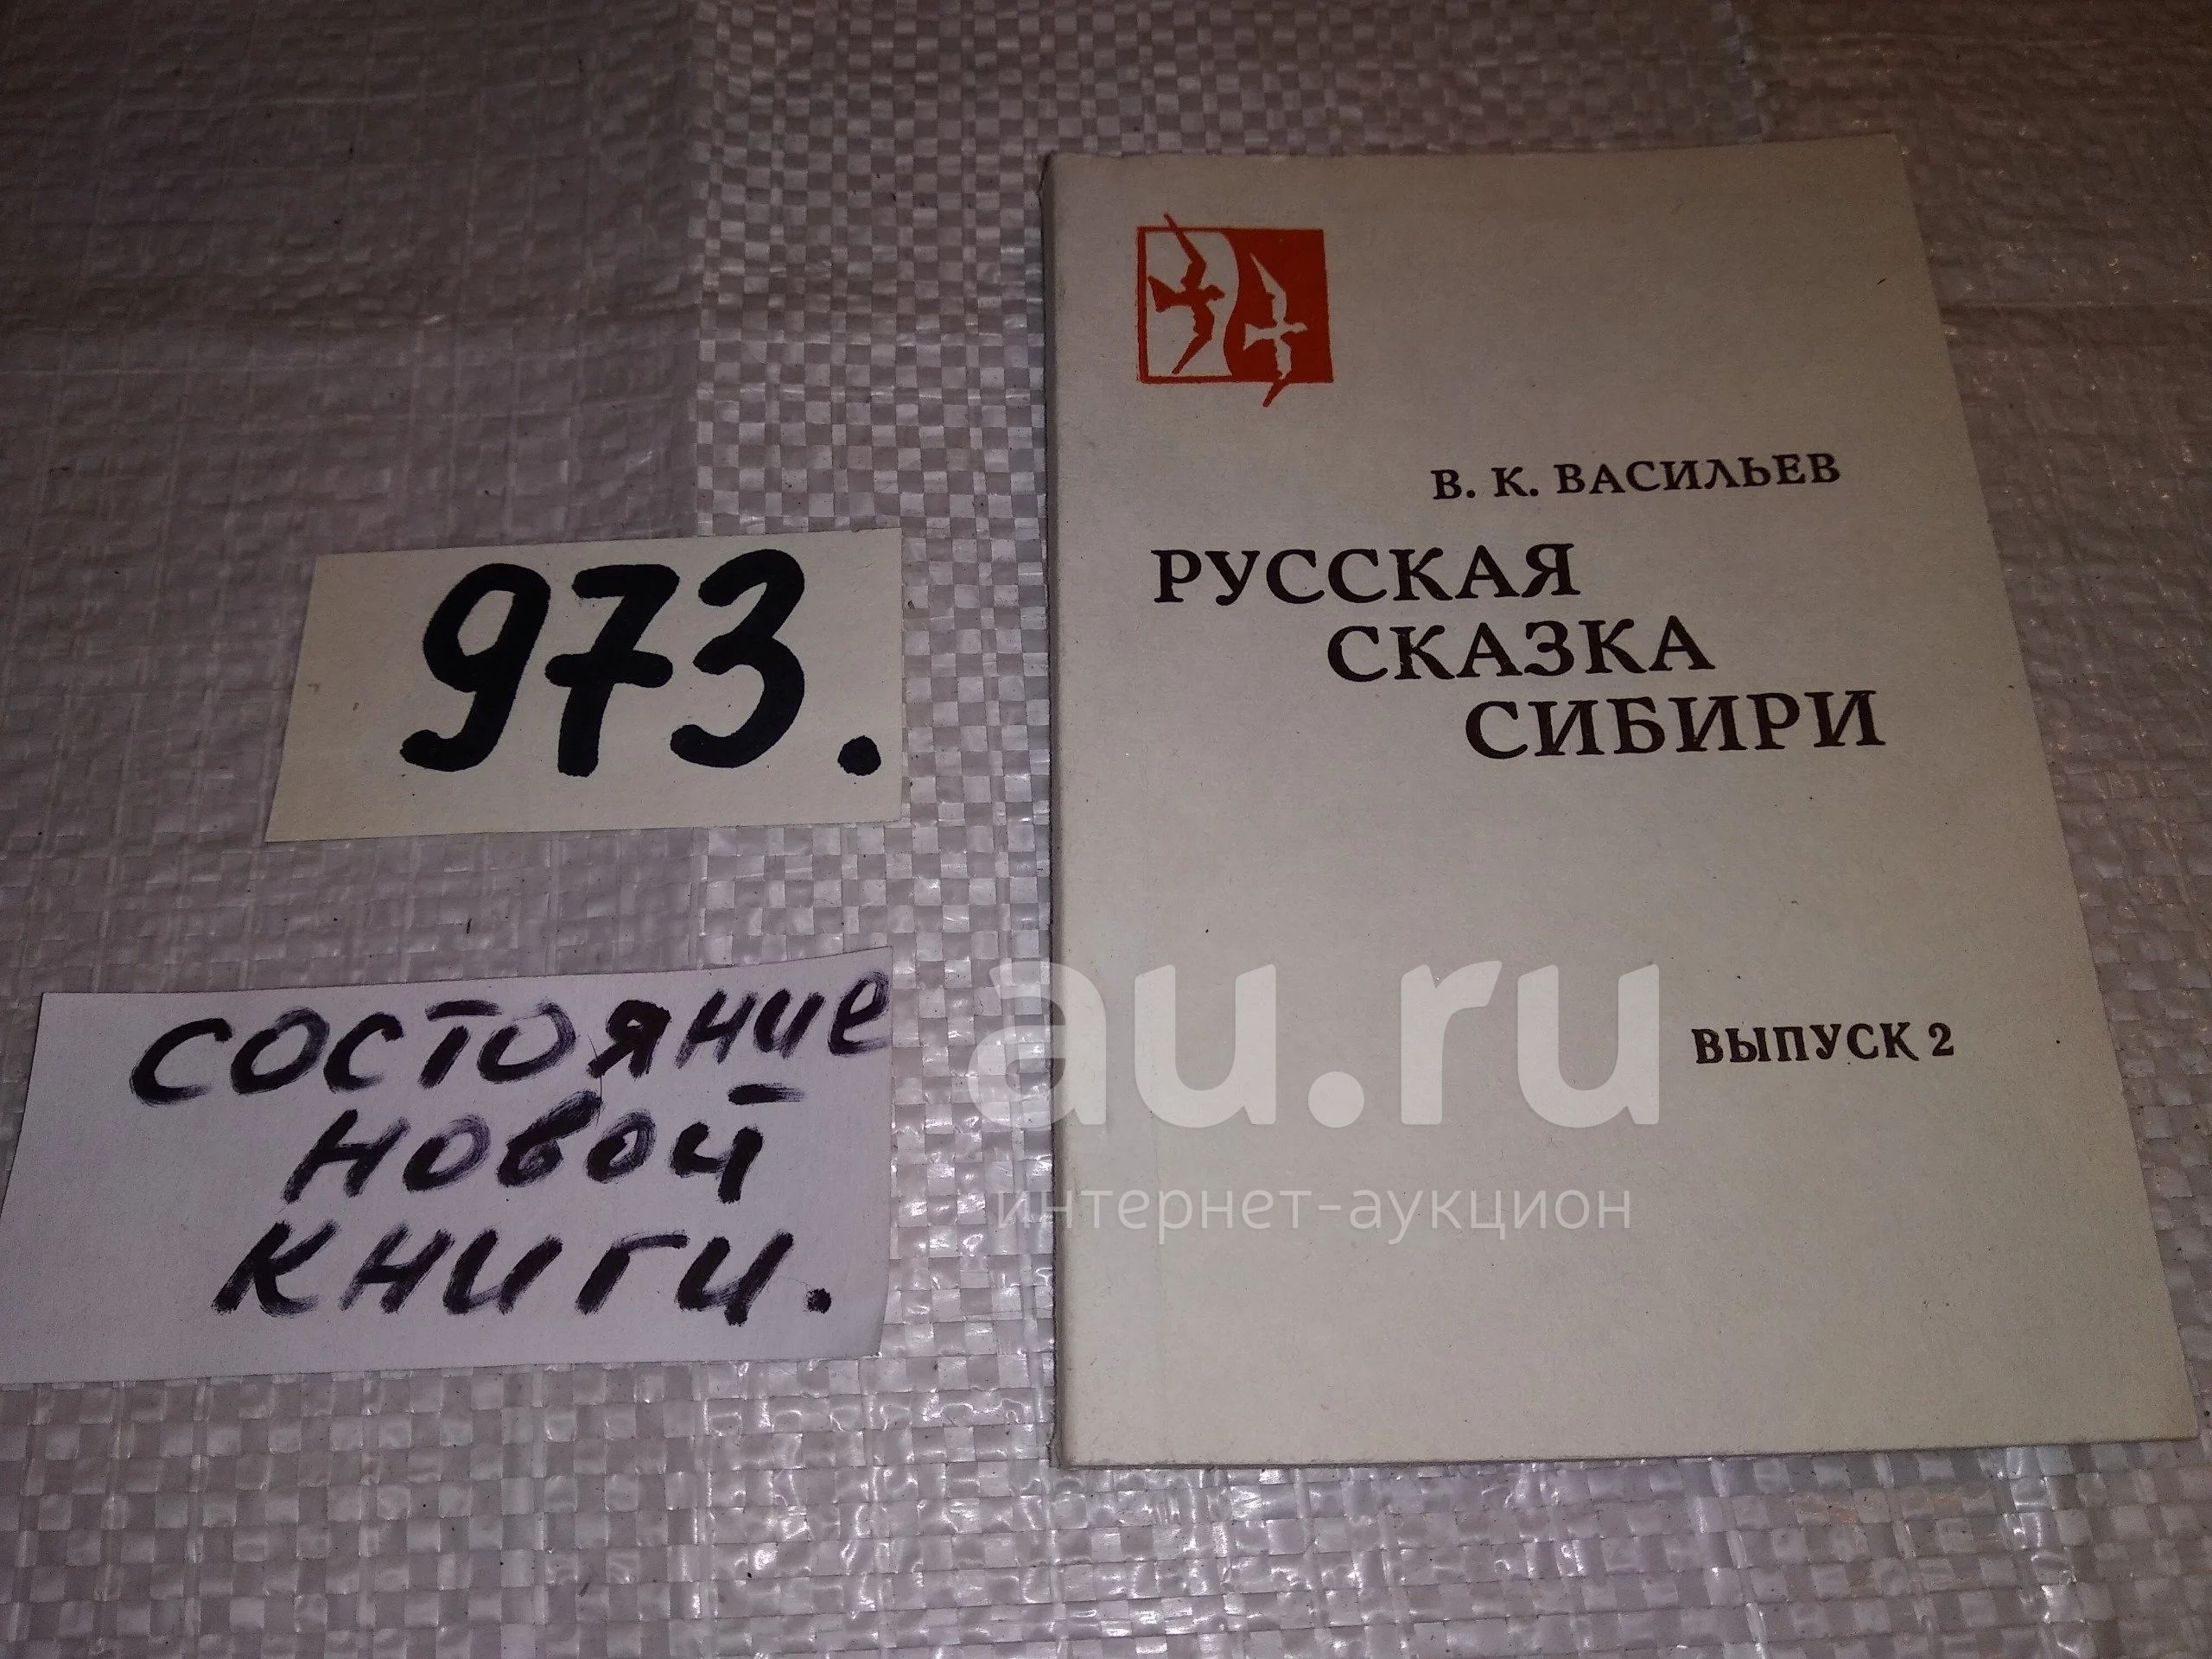 973.
состояние
новой
книги.
В. К. ВАСИЛЬЕВ
РУССКАЯ
СКАЗКА
СИБИРИ
ВЫПУСК 2
au.ru
интернет-аукцион